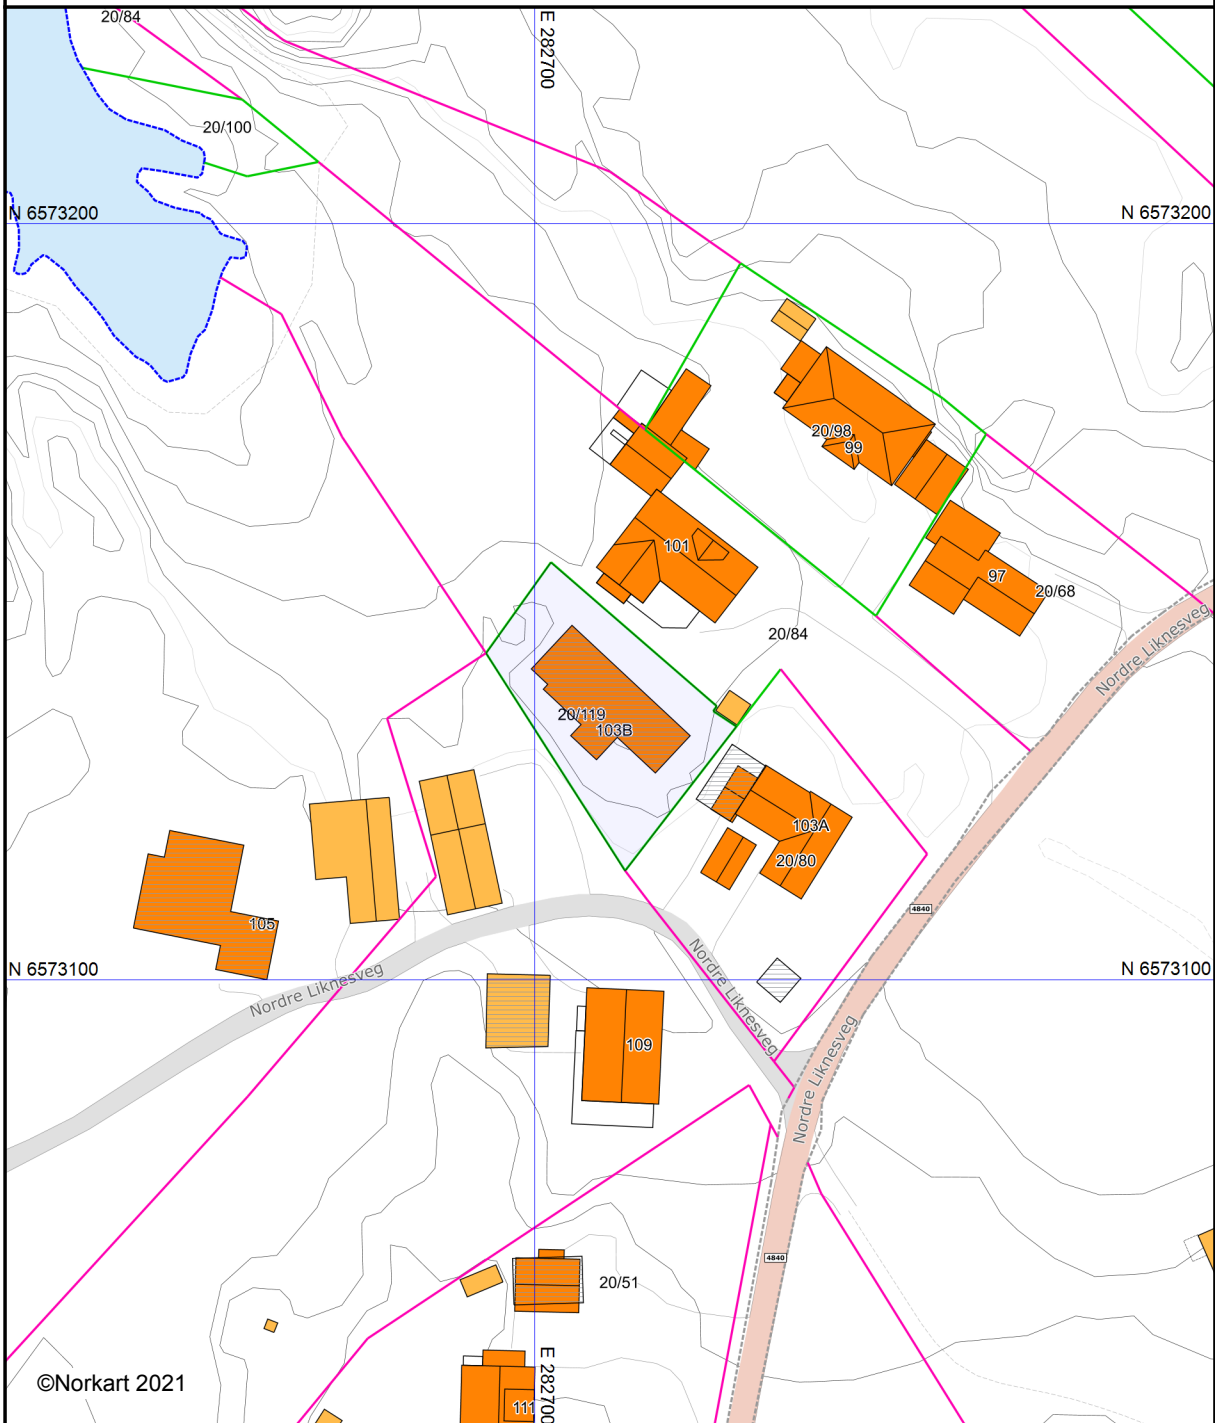 20/84
E 282700
20/100
N 6573200
N 6573200
20/98
99
101
97
20/68
Nordre Liknesveg
20/84
20/119
103B
103A
20/80
105
4840
Nordre Liknesveg
N 6573100
N 6573100
Nordre Liknesveg
109
Nordre Liknesveg
4840
20/51
E 282700
©Norkart 2021
111